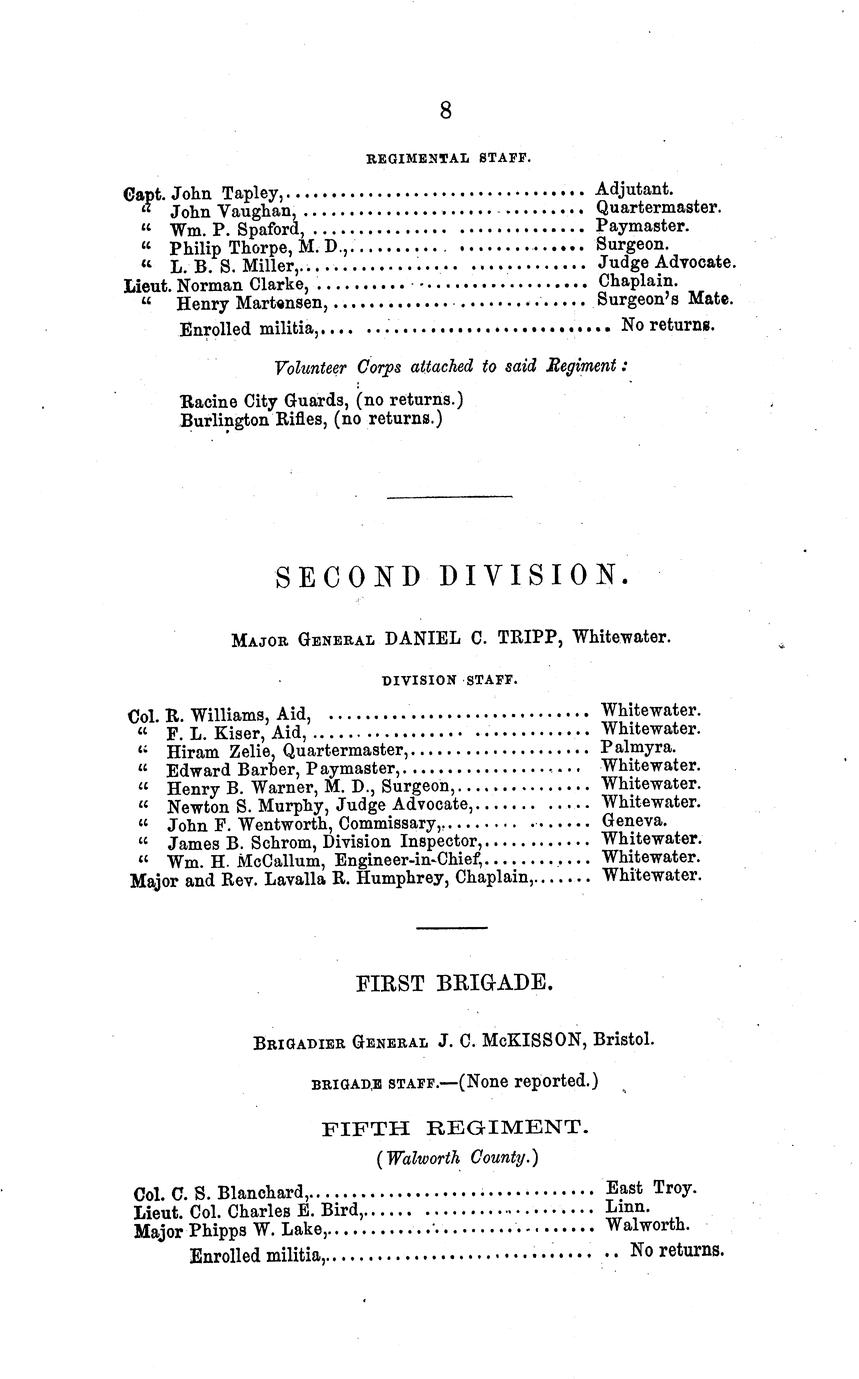 8
REGIMENTAL STAFF.
Capt. John Tapley,................................. Adjutant.
“ John Vaughan, ............................... Quartermaster.
“ Wm. P. Spaford, .............................. Paymaster.
“ Philip Thorpe, M. D.,......................... Surgeon.
“ L. B. S. Miller,............................... Judge Advocate.
Lieut. Norman Clarke, ............................. Chaplain.
“ Henry Martensen, ............................ Surgeon's Mate.
Enrolled militia,.... ........................... No returns.
Volunteer Corps attached to said Regiment:
Racine City Guards, (no returns.)
Burlington Rifles, (no returns.)
SECOND DIVISION.
MAJOR GENERAL DANIEL C. TRIPP, Whitewater.
DIVISION STAFF.
Col. R. Williams, Aid, ............................. Whitewater.
“ F. L. Kiser, Aid, .............................. Whitewater.
“ Hiram Zelie, Quartermaster,.................... Palmyra.
“ Edward Barber, Paymaster,.................... Whitewater.
“ Henry B. Warner, M. D., Surgeon,............... Whitewater.
“ Newton S. Murphy, Judge Advocate,....... ..... Whitewater.
“ John F. Wentworth, Commissary,................ Geneva.
“ James B. Schrom, Division Inspector,............ Whitewater.
“ Wm. H. McCallum, Engineer-in-Chief,............ Whitewater.
Major and Rev. Lavalla R. Humphrey, Chaplain,....... Whitewater.
FIRST BRIGADE.
BRIGADIER GENERAL J. C. McKISSON, Bristol.
BRIGADE STAFF.—(None reported.)
FIFTH REGIMENT.
(Walworth County.)
Col. C. S. Blanchard,................................ East Troy.
Lieut. Col. Charles E. Bird,...... ................... Linn.
Major Phipps W. Lake,.............................. Walworth.
Enrolled militia,.............................. .. No returns.